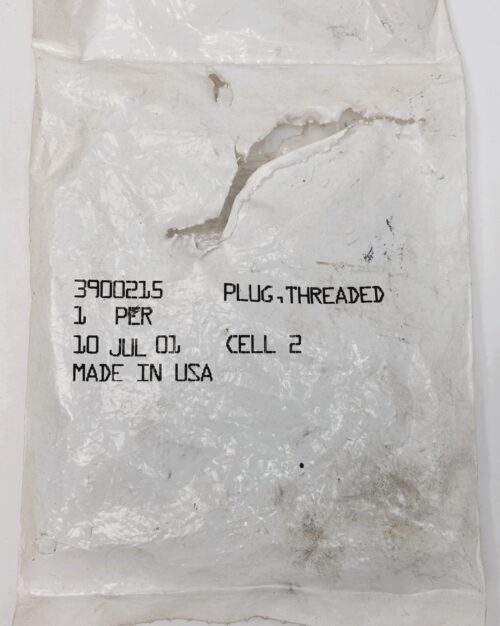 3900215 PLUG,THREADED
1 PER
10 JUL 01 CELL 2
MADE IN USA